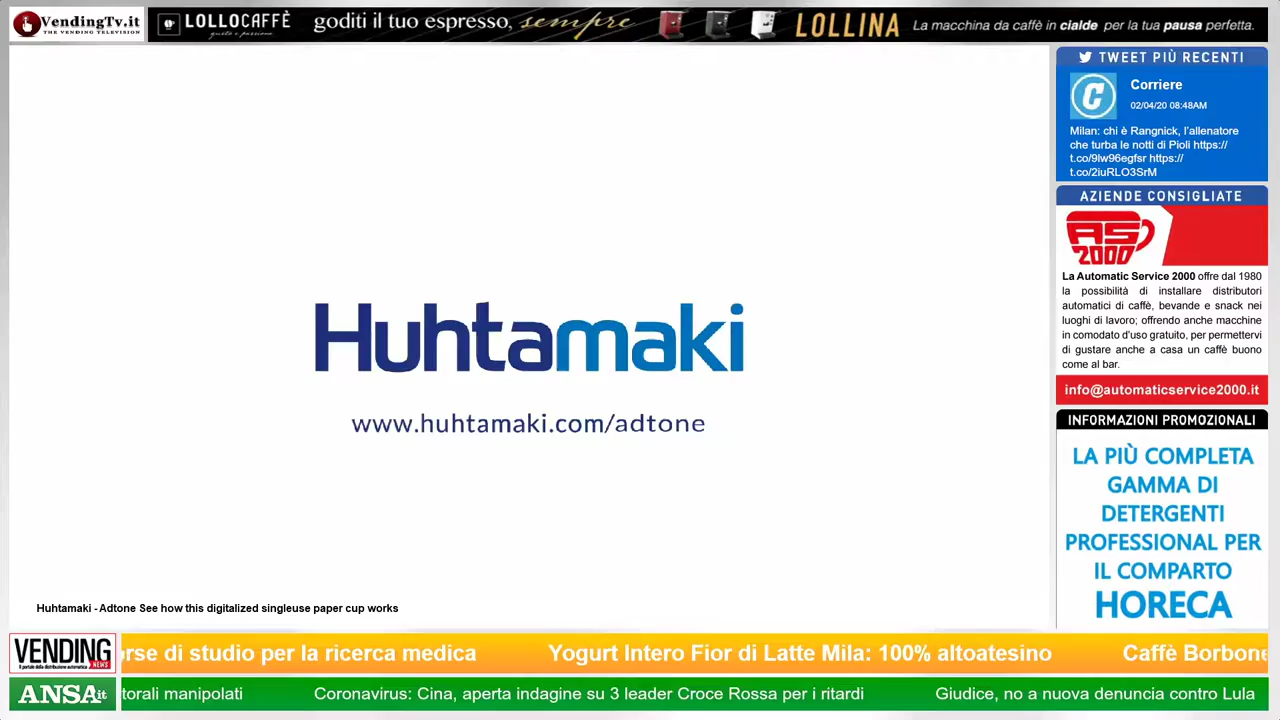 VendingTv.it
THE VENDING TELEVISION
LOLLOCAFFÈ
gusto e passione
goditi il tuo espresso, sempre
LOLLINA
La macchina da caffè in cialde per la tua pausa perfetta.
Huhtamaki
www.huhtamaki.com/adtone
Huhtamaki - Adtone See how this digitalized singleuse paper cup works
TWEET PIÙ RECENTI
Corriere
02/04/20 08:48AM
Milan: chi è Rangnick, l'allenatore
che turba le notti di Pioli https://
t.co/9lw96egfsr https://
t.co/2iuRLO3SrM
AZIENDE CONSIGLIATE
AS
2000
La Automatic Service 2000 offre dal 1980
la possibilità di installare distributori
automatici di caffè, bevande e snack nei
luoghi di lavoro; offrendo anche macchine
in comodato d'uso gratuito, per permettervi
di gustare anche a casa un caffè buono
come al bar.
info@automaticservice2000.it
INFORMAZIONI PROMOZIONALI
LA PIÙ COMPLETA
GAMMA DI
DETERGENTI
PROFESSIONAL PER
IL COMPARTO
HORECA
VENDING
NEWS
Il portale della distribuzione automatica
orse di studio per la ricerca medica Yogurt Intero Fior di Latte Mila: 100% altoatesino Caffè Borbone
ANSA.it
torali manipolati Coronavirus: Cina, aperta indagine su 3 leader Croce Rossa per i ritardi Giudice, no a nuova denuncia contro Lula